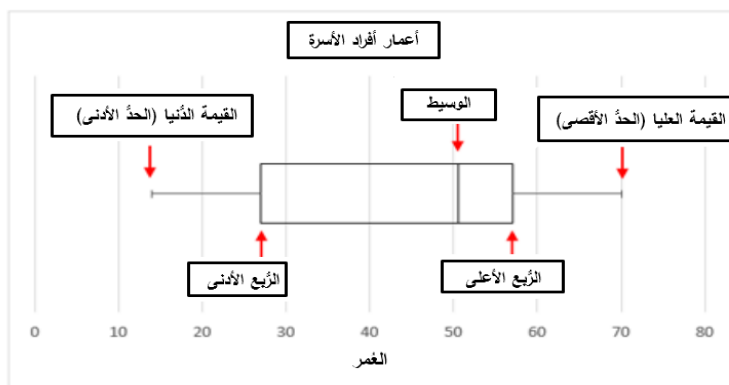 أعمار أفراد الأسرة
القيمة العليا (الحدُّ الأقصى)
الوسيط
القيمة الدُّنيا (الحدُّ الأدنى)
الرُّبع الأعلى
الرُّبع الأدنى
0 10 20 30 40 50 60 70 80
العُمر